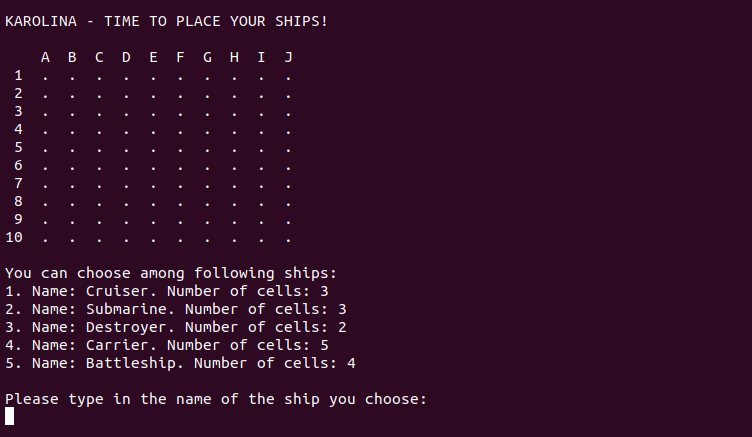 KAROLINA - TIME TO PLACE YOUR SHIPS!
A B C D E F G H I J
1 . . . . . . . . . .
2 . . . . . . . . . .
3 . . . . . . . . . .
4 . . . . . . . . . .
5 . . . . . . . . . .
6 . . . . . . . . . .
7 . . . . . . . . . .
8 . . . . . . . . . .
9 . . . . . . . . . .
10 . . . . . . . . . .
You can choose among following ships:
1. Name: Cruiser. Number of cells: 3
2. Name: Submarine. Number of cells: 3
3. Name: Destroyer. Number of cells: 2
4. Name: Carrier. Number of cells: 5
5. Name: Battleship. Number of cells: 4
Please type in the name of the ship you choose: